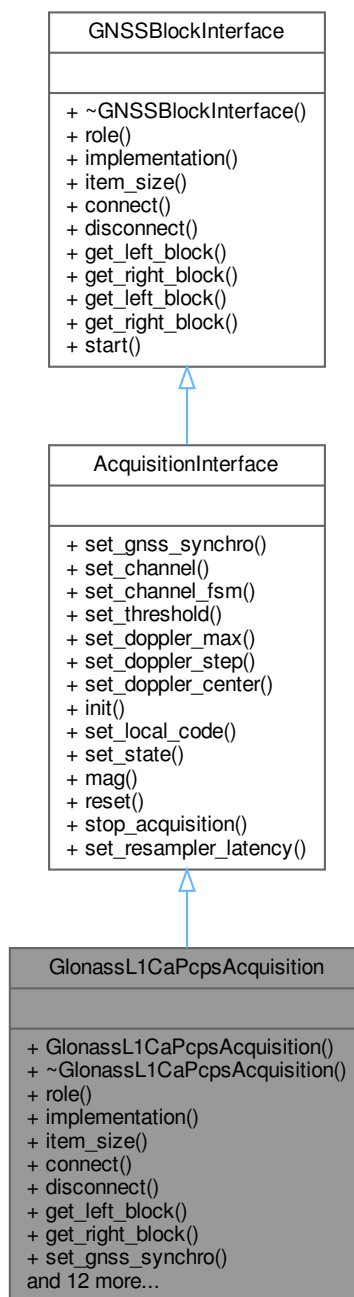 GNSSBlockInterface
+ ~GNSSBlockInterface()
+ role()
+ implementation()
+ item_size()
+ connect()
+ disconnect()
+ get_left_block()
+ get_right_block()
+ get_left_block()
+ get_right_block()
+ start()
AcquisitionInterface
+ set_gnss_synchro()
+ set_channel()
+ set_channel_fsm()
+ set_threshold()
+ set_doppler_max()
+ set_doppler_step()
+ set_doppler_center()
+ init()
+ set_local_code()
+ set_state()
+ mag()
+ reset()
+ stop_acquisition()
+ set_resampler_latency()
GlonassL1CaPcpsAcquisition
+ GlonassL1CaPcpsAcquisition()
+ ~GlonassL1CaPcpsAcquisition()
+ role()
+ implementation()
+ item_size()
+ connect()
+ disconnect()
+ get_left_block()
+ get_right_block()
+ set_gnss_synchro()
and 12 more...